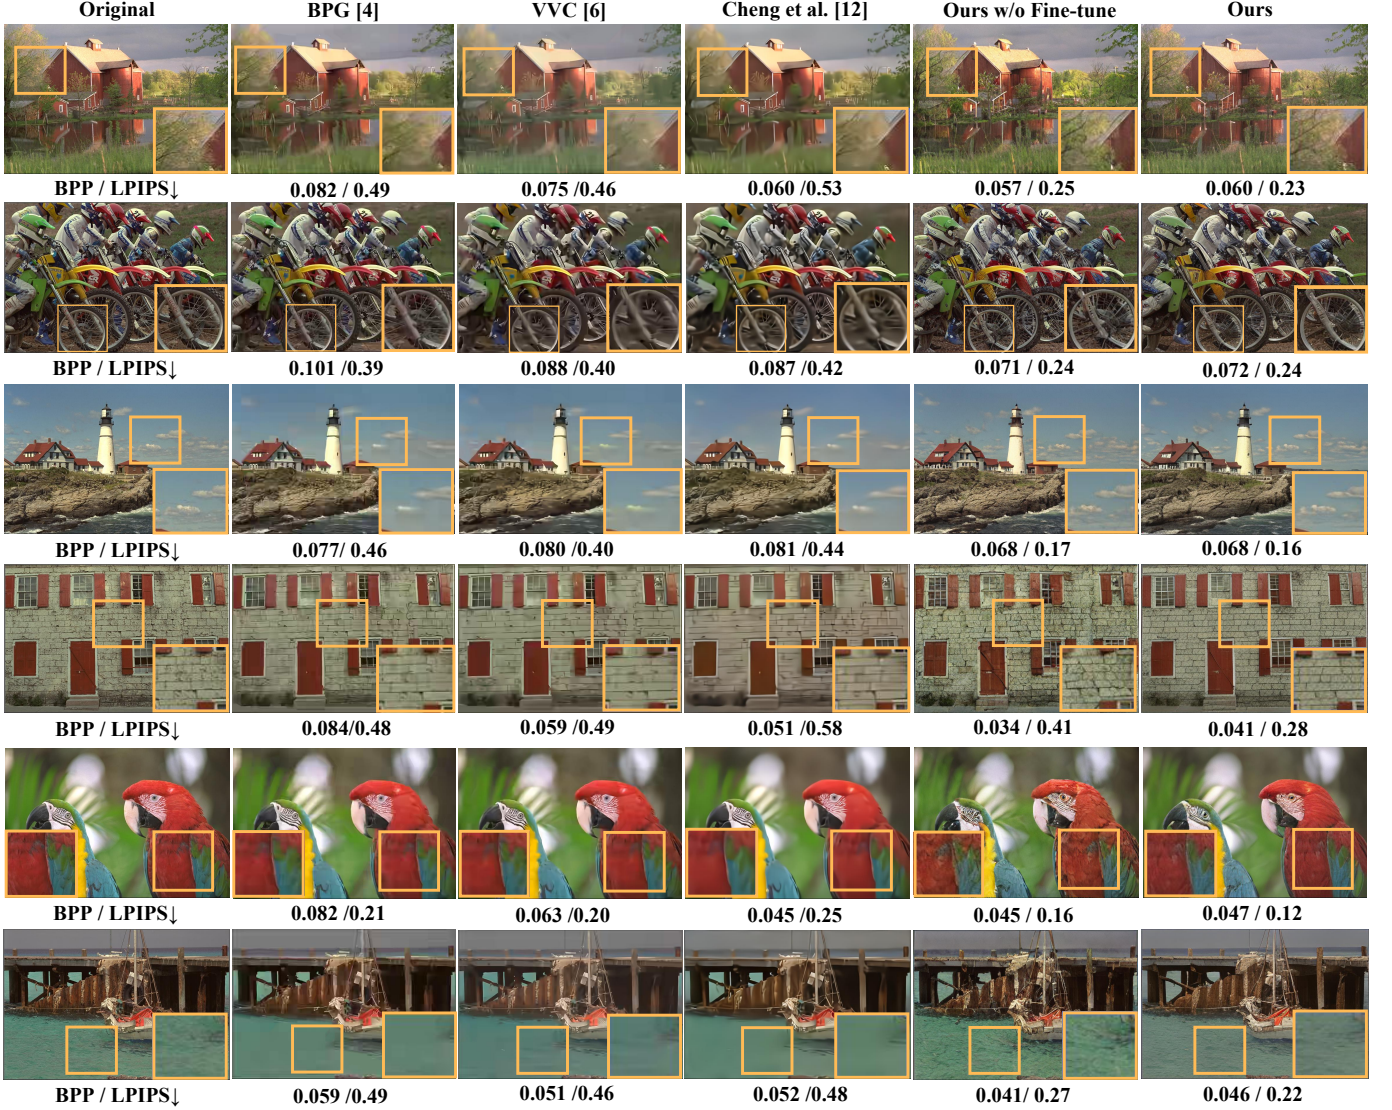 Original BPG [4] VVC [6] Cheng et al. [12] Ours w/o Fine-tune Ours
BPP / LPIPS↓ 0.082 / 0.49 0.075 /0.46 0.060 /0.53 0.057 / 0.25 0.060 / 0.23
BPP / LPIPS↓ 0.101 /0.39 0.088 /0.40 0.087 /0.42 0.071 / 0.24 0.072 / 0.24
BPP / LPIPS↓ 0.077/ 0.46 0.080 /0.40 0.081 /0.44 0.068 / 0.17 0.068 / 0.16
BPP / LPIPS↓ 0.084/0.48 0.059 /0.49 0.051 /0.58 0.034 / 0.41 0.041 / 0.28
BPP / LPIPS↓ 0.082 /0.21 0.063 /0.20 0.045 /0.25 0.045 / 0.16 0.047 / 0.12
BPP / LPIPS↓ 0.059 /0.49 0.051 /0.46 0.052 /0.48 0.041/ 0.27 0.046 / 0.22